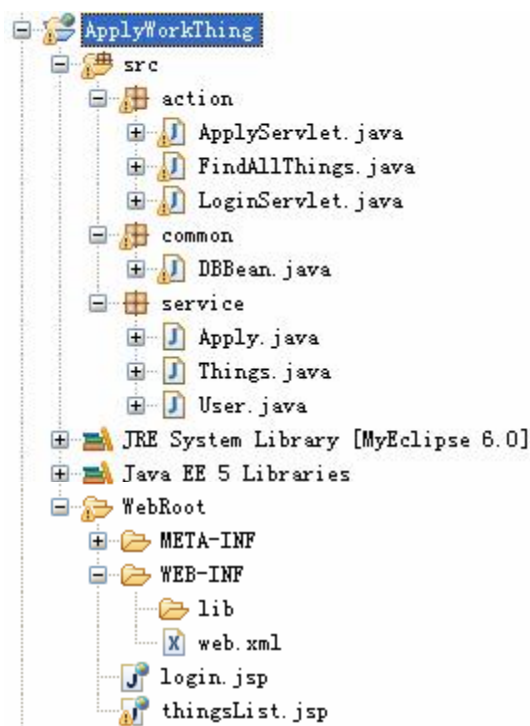 ApplyWorkThing
src
action
ApplyServlet.java
FindAllThings.java
LoginServlet.java
common
DBBean.java
service
Apply.java
Things.java
User.java
JRE System Library [MyEclipse 6.0]
Java EE 5 Libraries
WebRoot
META-INF
WEB-INF
lib
web.xml
login.jsp
thingsList.jsp